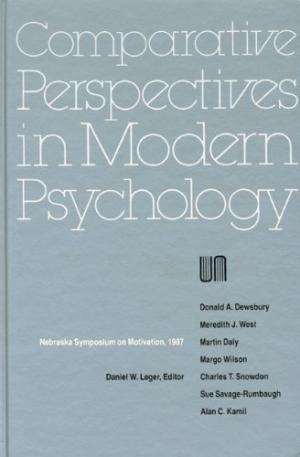 Comparative
Perspectives
in Modern
Psychology
UN
Donald A. Dewsbury
Meredith J. West
Nebraska Symposium on Motivation, 1987
Martin Daly
Margo Wilson
Daniel W. Leger, Editor
Charles T. Snowdon
Sue Savage-Rumbaugh
Alan C. Kamil